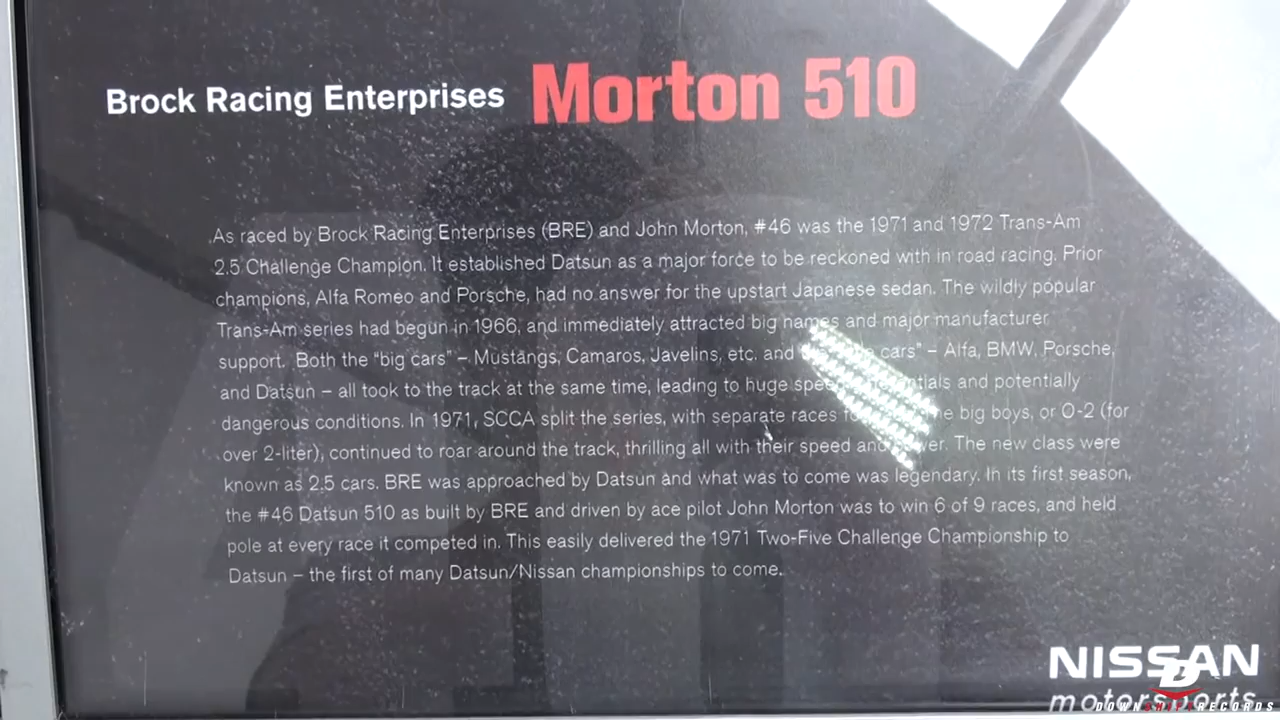 Brock Racing Enterprises Morton 510
As raced by Brock Racing Enterprises (BRE) and John Morton, #46 was the 1971 and 1972 Trans-Am
2.5 Challenge Champion. It established Datsun as a major force to be reckoned with in road racing. Prior
champions, Alfa Romeo and Porsche, had no answer for the upstart Japanese sedan. The wildly popular
Trans-Am series had begun in 1966, and immediately attracted big names and major manufacturer
support. Both the "big cars" – Mustangs, Camaros, Javelins, etc. and cars" – Alfa, BMW, Porsche,
and Datsun – all took to the track at the same time, leading to huge speed and potentially
dangerous conditions. In 1971, SCCA split the series, with separate races big boys, or O-2 (for
over 2-liter), continued to roar around the track, thrilling all with their speed and power. The new class were
known as 2.5 cars. BRE was approached by Datsun and what was to come was legendary. In its first season,
the #46 Datsun 510 as built by BRE and driven by ace pilot John Morton was to win 6 of 9 races, and held
pole at every race it competed in. This easily delivered the 1971 Two-Five Challenge Championship to
Datsun – the first of many Datsun/Nissan championships to come.
NISSAN
motorsports
DOWNSHIFTRECORDS